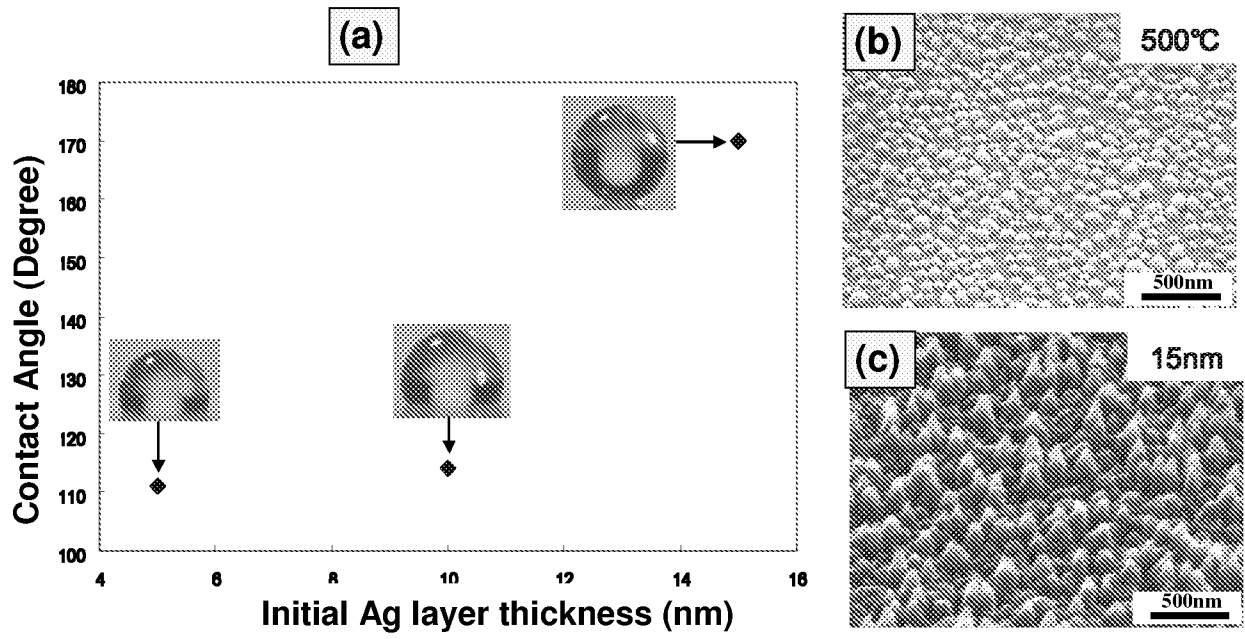 (a)
180
170
160
150
140
130
120
110
100
Contact Angle (Degree)
4 6 8 10 12 14 16
Initial Ag layer thickness (nm)
(b)
500°C
500nm
(c)
15nm
500nm